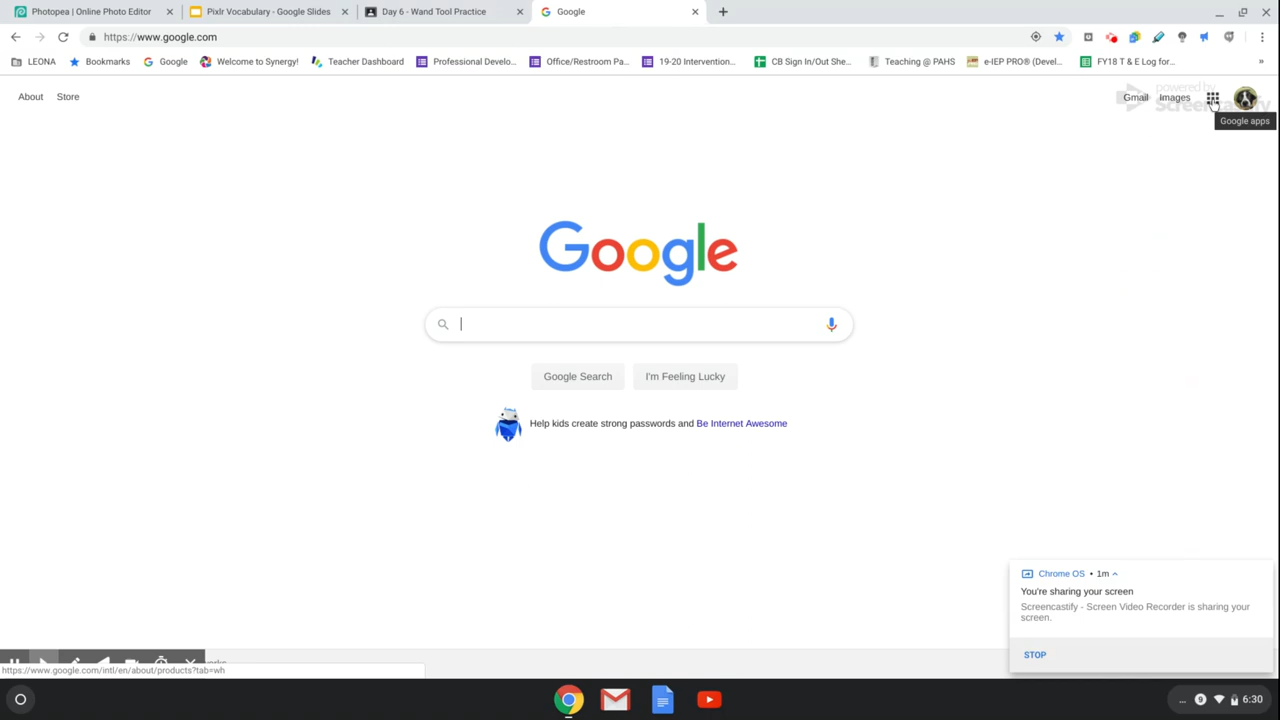 Photopea | Online Photo Editor
Pixlr Vocabulary - Google Slides
Day 6 - Wand Tool Practice
Google
https://www.google.com
LEONA
Bookmarks
Google
Welcome to Synergy!
Teacher Dashboard
Professional Develo...
Office/Restroom Pa...
19-20 Intervention...
CB Sign In/Out She...
Teaching @ PAHS
e-IEP PRO® (Devel...
FY18 T & E Log for...
»
About
Store
Gmail
Images
powered by
Screencastify
Google apps
Google
Google Search
I'm Feeling Lucky
Help kids create strong passwords and Be Internet Awesome
Chrome OS • 1m
You're sharing your screen
Screencastify - Screen Video Recorder is sharing your
screen.
STOP
https://www.google.com/intl/en/about/products?tab=wh
... 9 6:30